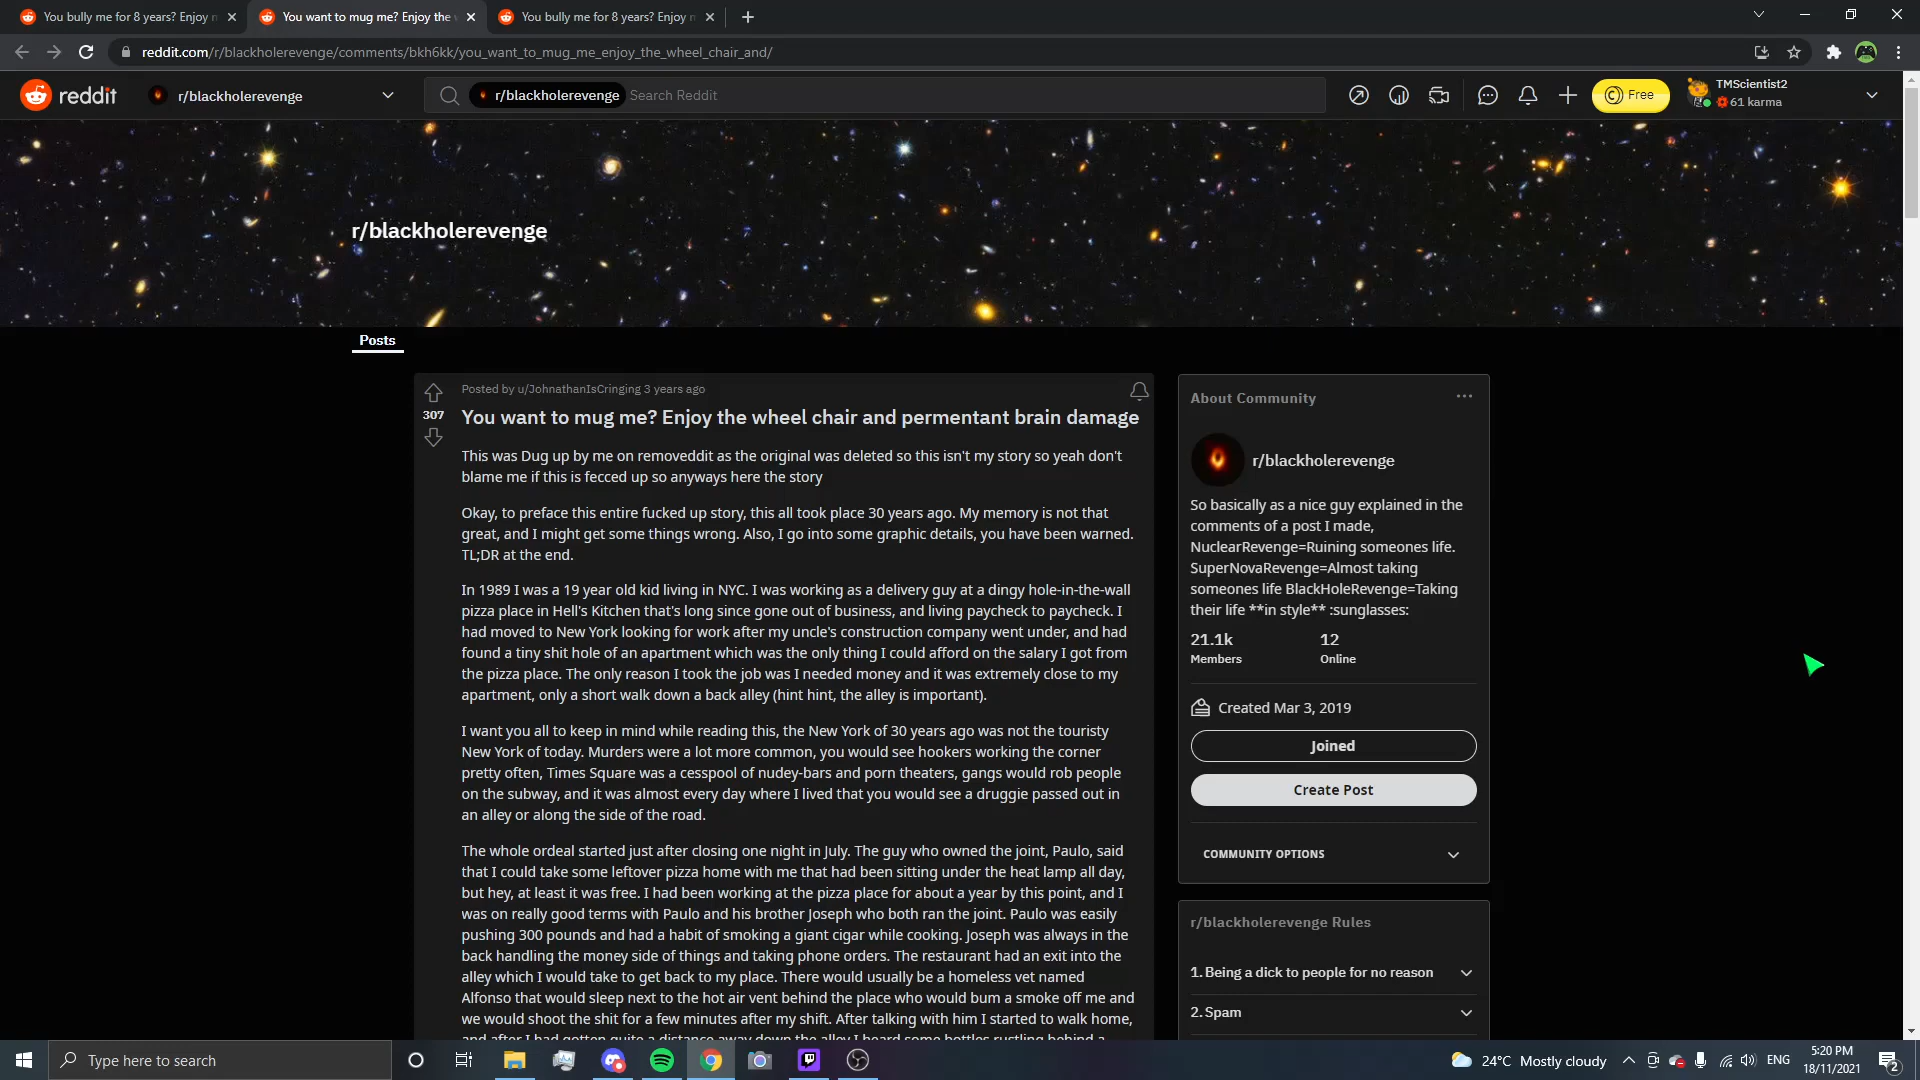 You bully me for 8 years? Enjoy m
You want to mug me? Enjoy the w
You bully me for 8 years? Enjoy m
reddit.com/r/blackholerevenge/comments/bkh6kk/you_want_to_mug_me_enjoy_the_wheel_chair_and/
reddit
r/blackholerevenge
r/blackholerevenge Search Reddit
Free
TMScientist2
61 karma
r/blackholerevenge
Posts
Posted by u/JohnathanIsCringing 3 years ago
307
You want to mug me? Enjoy the wheel chair and permentant brain damage
This was Dug up by me on removeddit as the original was deleted so this isn't my story so yeah don't
blame me if this is fecced up so anyways here the story
Okay, to preface this entire fucked up story, this all took place 30 years ago. My memory is not that
great, and I might get some things wrong. Also, I go into some graphic details, you have been warned.
TL;DR at the end.
In 1989 I was a 19 year old kid living in NYC. I was working as a delivery guy at a dingy hole-in-the-wall
pizza place in Hell's Kitchen that's long since gone out of business, and living paycheck to paycheck. I
had moved to New York looking for work after my uncle's construction company went under, and had
found a tiny shit hole of an apartment which was the only thing I could afford on the salary I got from
the pizza place. The only reason I took the job was I needed money and it was extremely close to my
apartment, only a short walk down a back alley (hint hint, the alley is important).
I want you all to keep in mind while reading this, the New York of 30 years ago was not the touristy
New York of today. Murders were a lot more common, you would see hookers working the corner
pretty often, Times Square was a cesspool of nudey-bars and porn theaters, gangs would rob people
on the subway, and it was almost every day where I lived that you would see a druggie passed out in
an alley or along the side of the road.
The whole ordeal started just after closing one night in July. The guy who owned the joint, Paulo, said
that I could take some leftover pizza home with me that had been sitting under the heat lamp all day,
but hey, at least it was free. I had been working at the pizza place for about a year by this point, and I
was on really good terms with Paulo and his brother Joseph who both ran the joint. Paulo was easily
pushing 300 pounds and had a habit of smoking a giant cigar while cooking. Joseph was always in the
back handling the money side of things and taking phone orders. The restaurant had an exit into the
alley which I would take to get back to my place. There would usually be a homeless vet named
Alfonso that would sleep next to the hot air vent behind the place who would bum a smoke off me and
we would shoot the shit for a few minutes after my shift. After talking with him I started to walk home,
and after I had gotten quite a distance away down the alley I heard some bottles rustling behind a
About Community
r/blackholerevenge
So basically as a nice guy explained in the
comments of a post I made,
NuclearRevenge=Ruining someones life.
SuperNovaRevenge=Almost taking
someones life BlackHoleRevenge=Taking
their life **in style** :sunglasses:
21.1k 12
Members Online
Created Mar 3, 2019
Joined
Create Post
COMMUNITY OPTIONS
r/blackholerevenge Rules
1. Being a dick to people for no reason
2. Spam
Type here to search
24°C Mostly cloudy
ENG
5:20 PM
18/11/2021
2